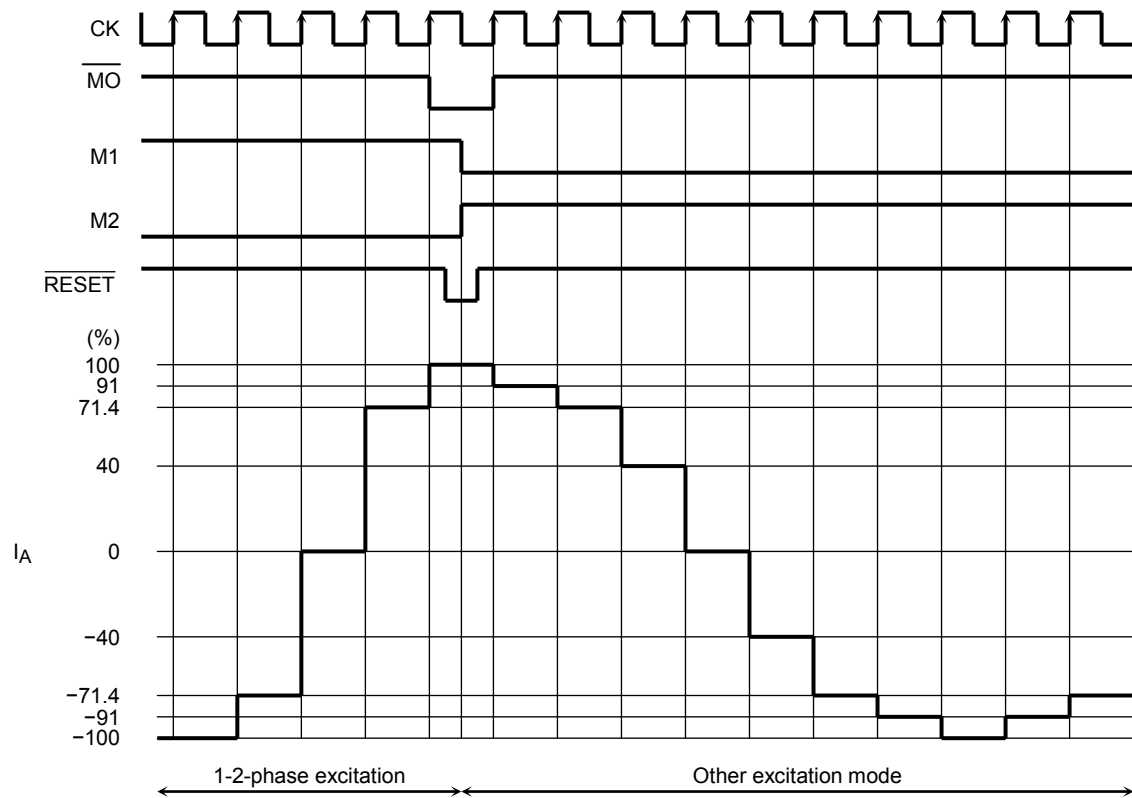 CK
MO
M1
M2
RESET
(%)
100
91
71.4
40
IA 0
−40
−71.4
−91
−100
1-2-phase excitation Other excitation mode